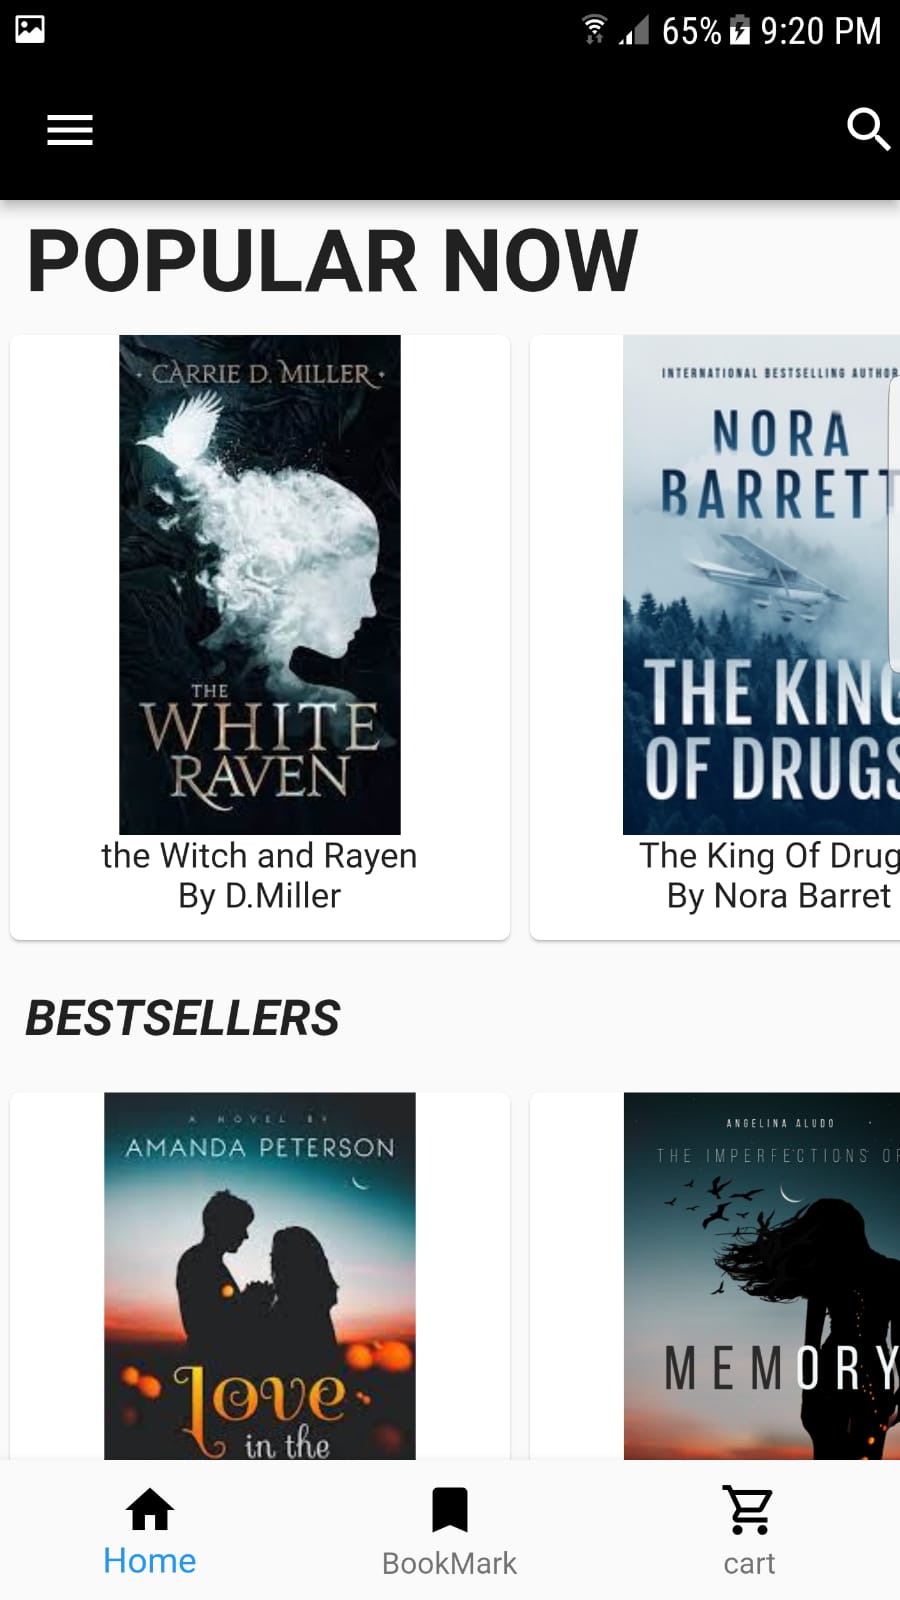 65% 9:20 PM
POPULAR NOW
· CARRIE D. MILLER ·
THE
WHITE
RAVEN
the Witch and Rayen
By D.Miller
INTERNATIONAL BESTSELLING AUTHOR
NORA
BARRETT
THE KING
OF DRUGS
The King Of Drug
By Nora Barret
BESTSELLERS
A NOVEL BY
AMANDA PETERSON
Love
in the
ANGELINA ALUDO
THE IMPERFECTIONS OF
MEMORY
Home
BookMark
cart